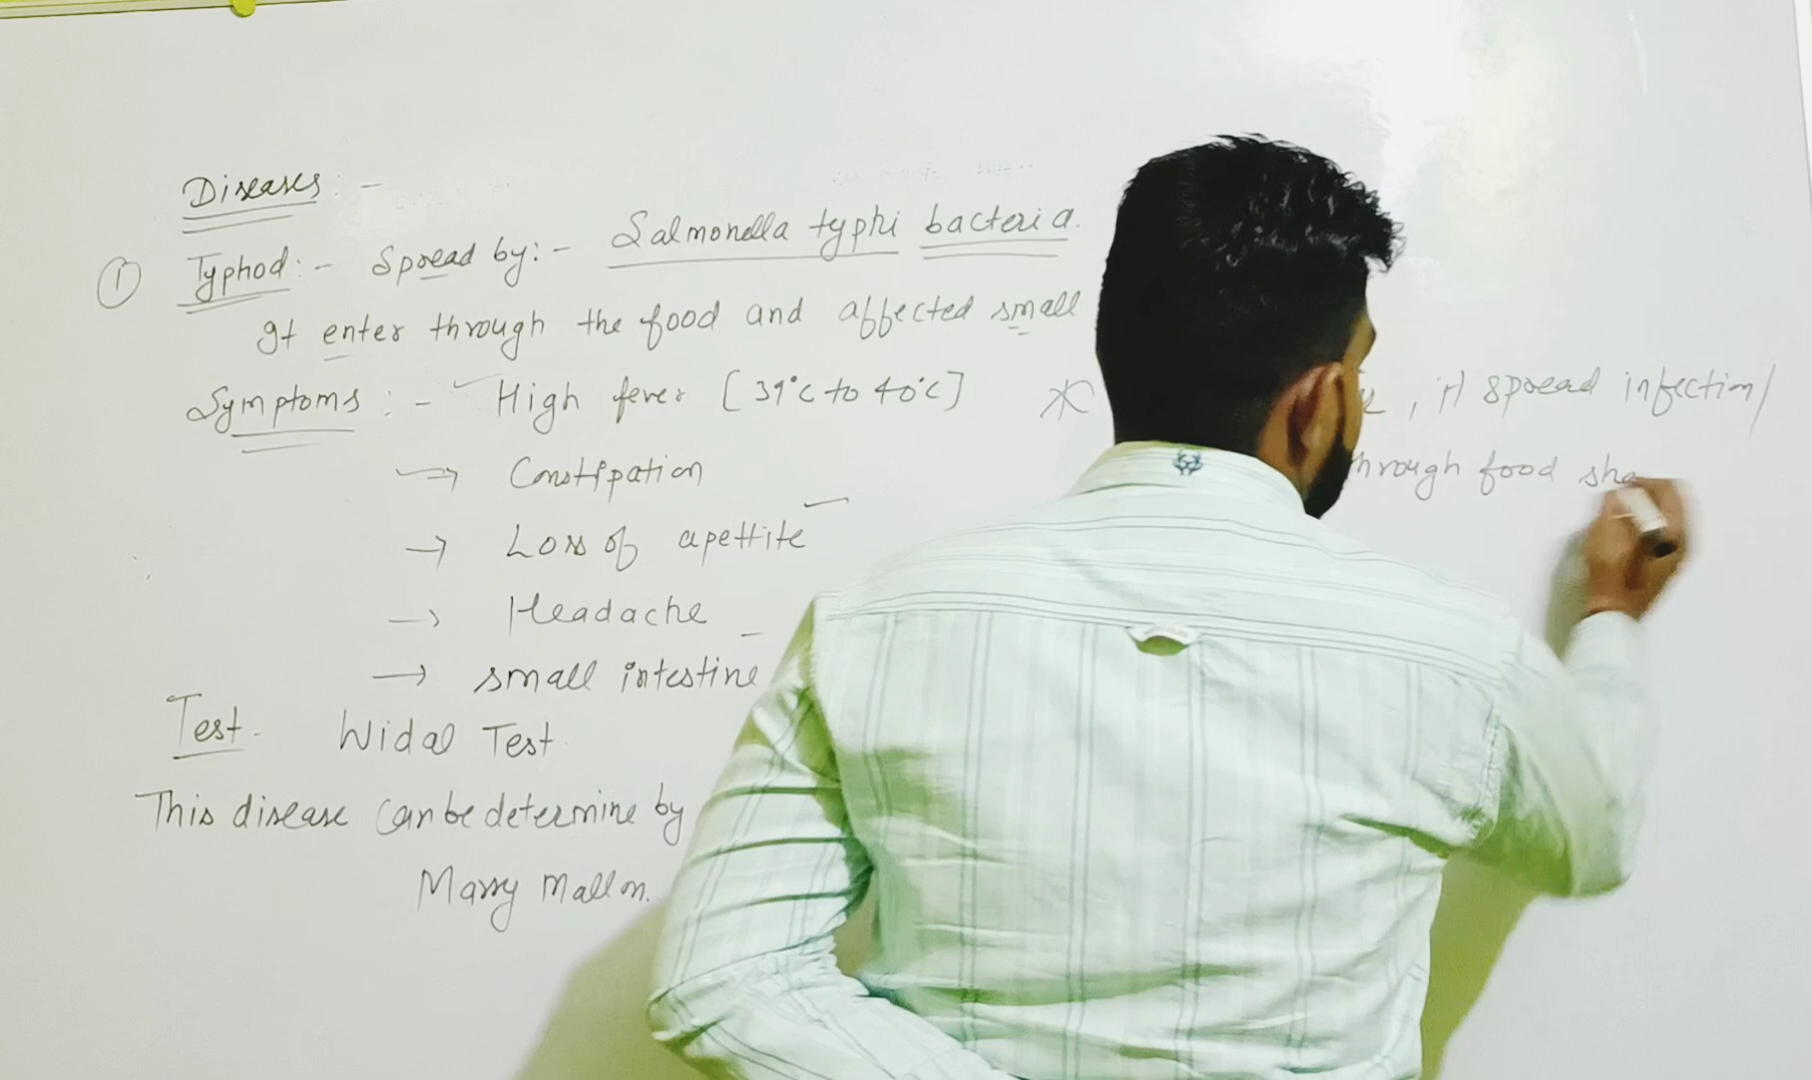 Diseases :-
① Typhod :- Spread by :- Salmonella typhi bacteria.
It enter through the food and affected small
Symptoms :- High fever [39°C to 40°C]
→ Constipation
→ Loss of apettite
→ Headache
→ small intestine
Test. Widal Test.
This disease can be determine by
Marry Mallon.
, it spread infection/
through food sha